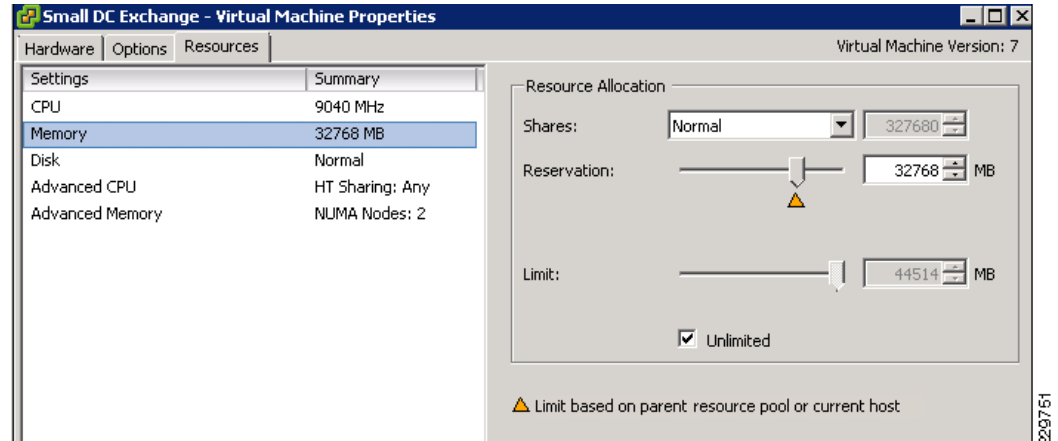 Small DC Exchange - Virtual Machine Properties
Hardware Options Resources Virtual Machine Version: 7
Settings Summary
CPU 9040 MHz
Memory 32768 MB
Disk Normal
Advanced CPU HT Sharing: Any
Advanced Memory NUMA Nodes: 2
Resource Allocation
Shares: Normal 327680
Reservation: 32768 MB
Limit: 44514 MB
Unlimited
Limit based on parent resource pool or current host
229751